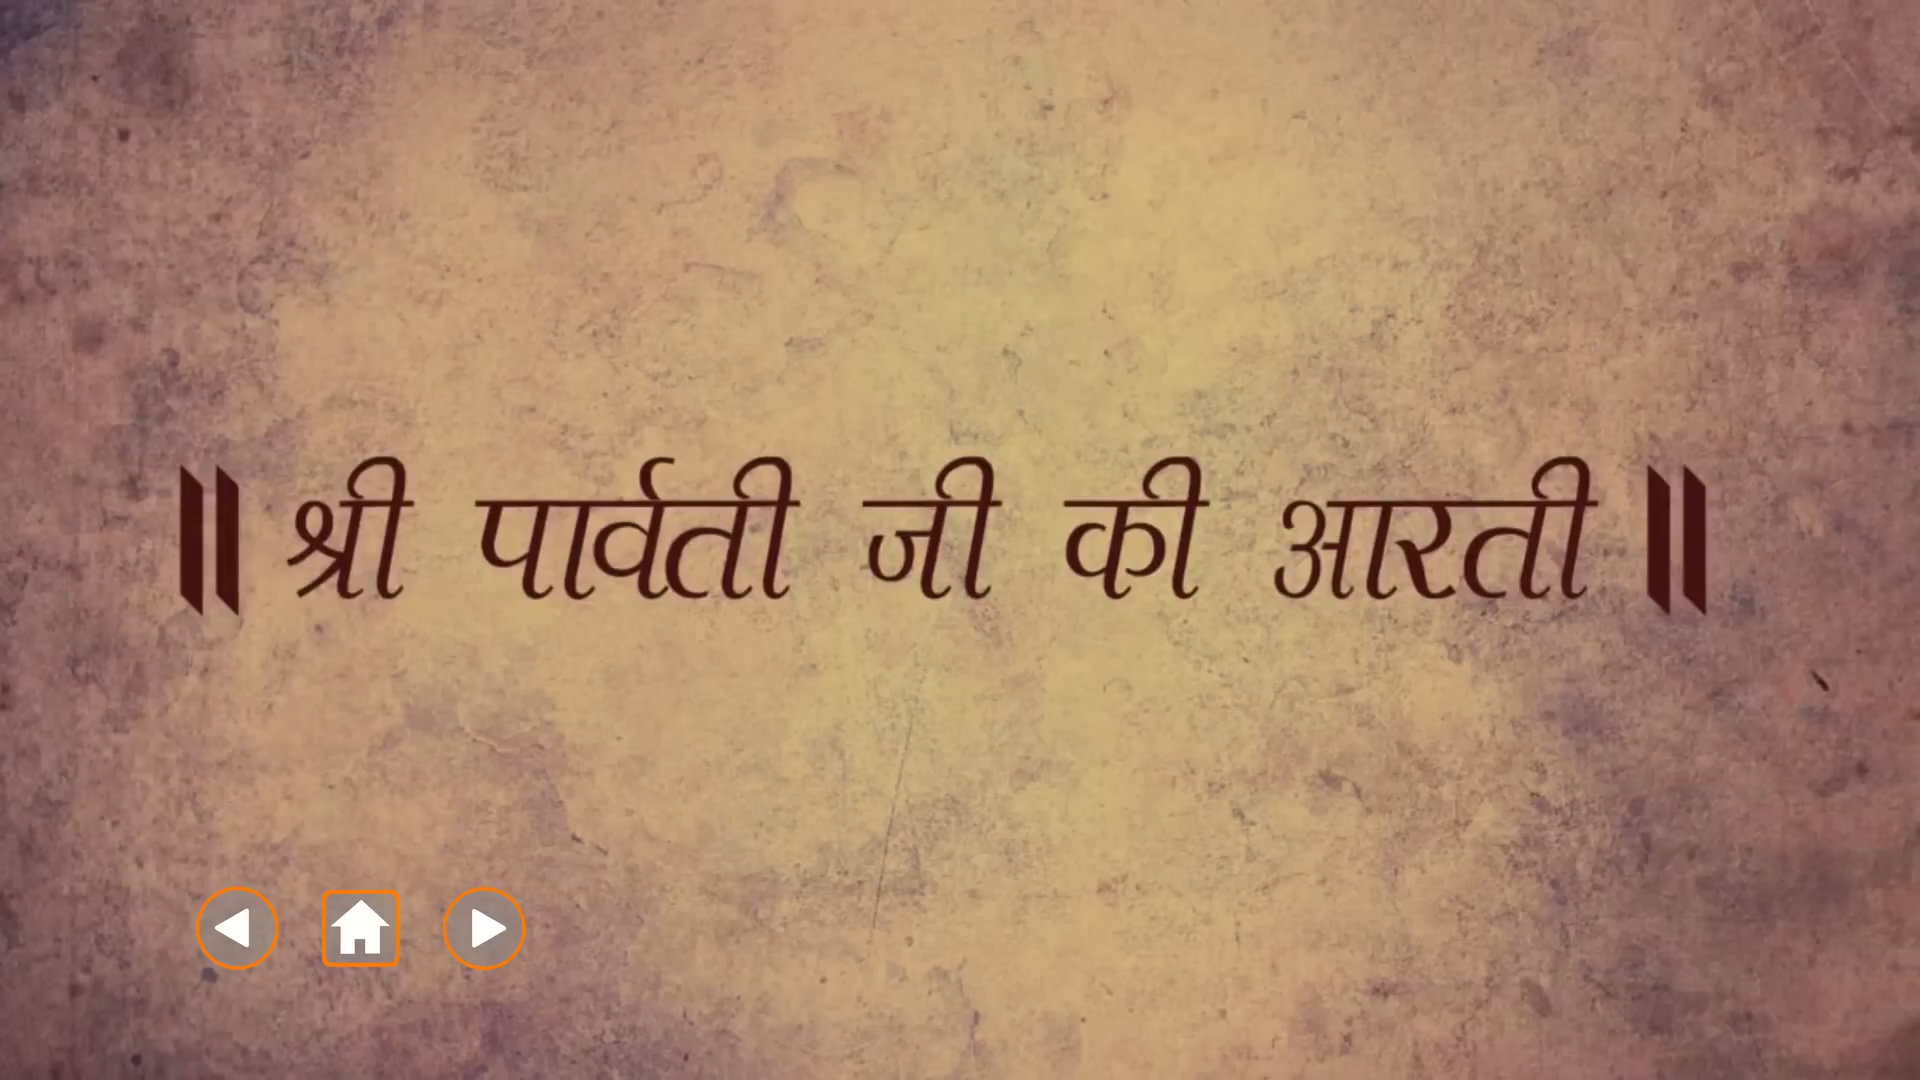 ॥ श्री पार्वती जी की आरती ॥